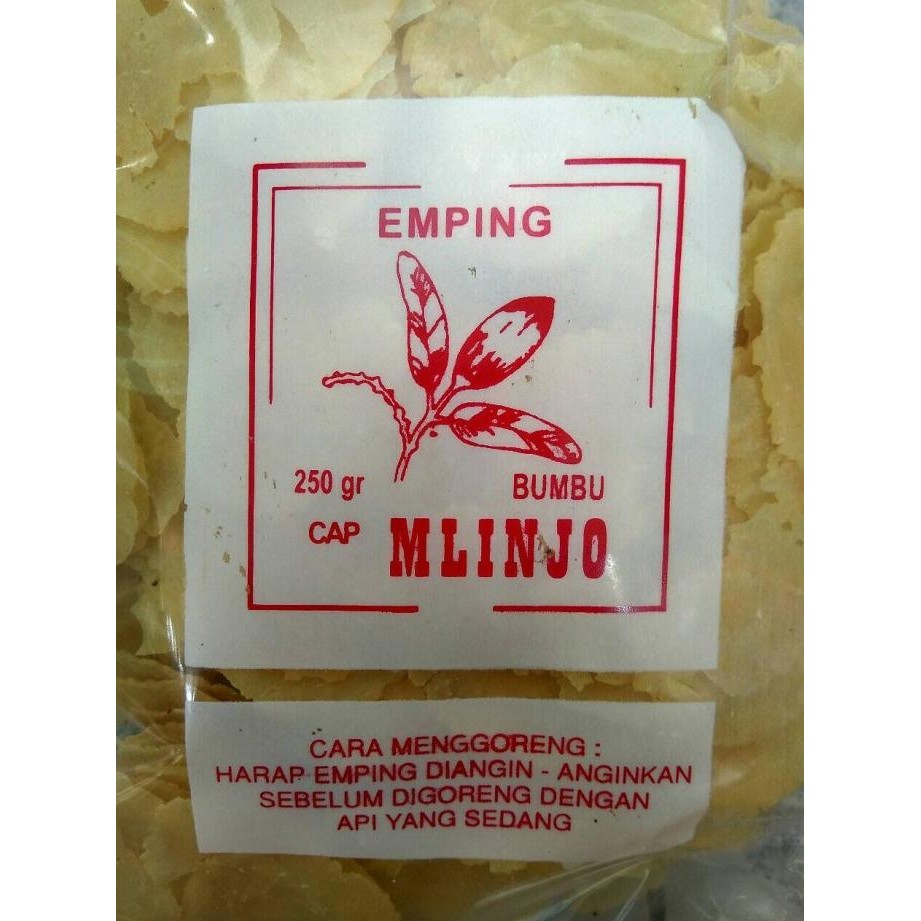 EMPING
250 gr BUMBU
CAP MLINJO
CARA MENGGORENG :
HARAP EMPING DIANGIN - ANGINKAN
SEBELUM DIGORENG DENGAN
API YANG SEDANG